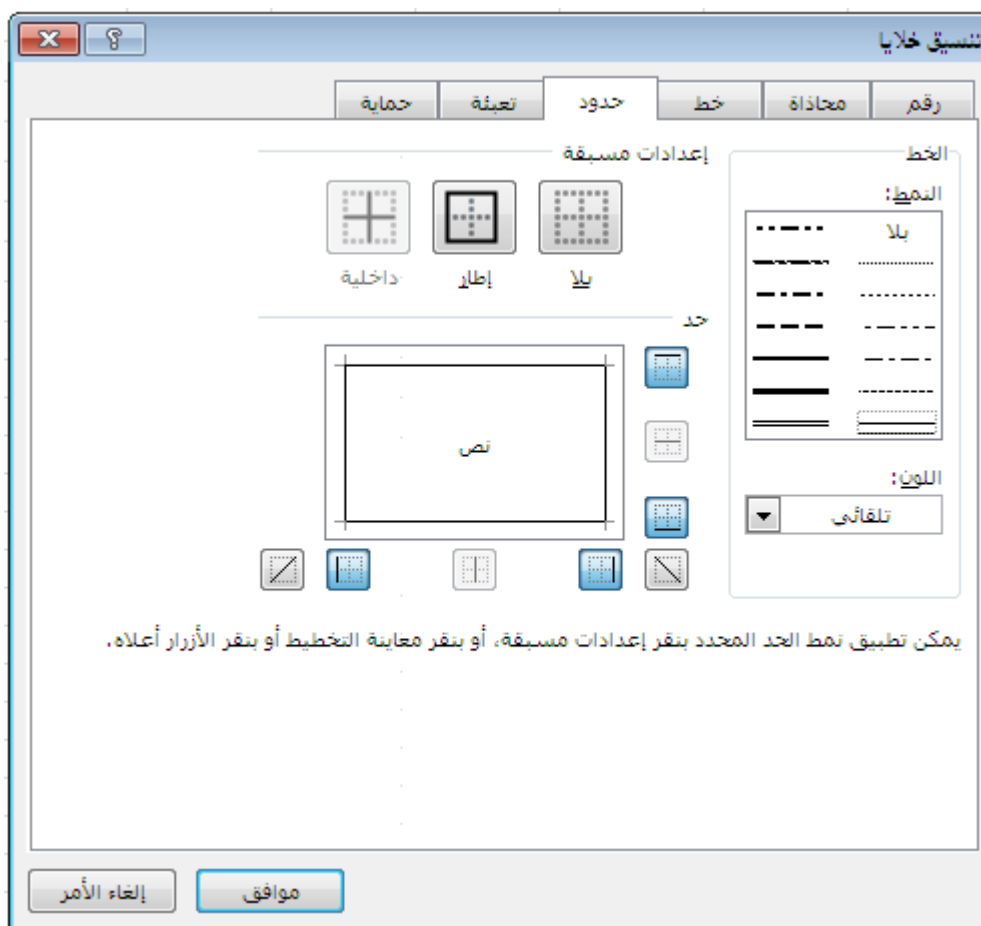 تنسيق خلايا
رقم
محاذاة
خط
حدود
تعبئة
حماية
الخط
النمط:
بلا
إعدادات مسبقة
بلا
إطار
داخلية
حد
نص
اللون:
تلقائي
يمكن تطبيق نمط الحد المحدد بنقر إعدادات مسبقة، أو بنقر معاينة التخطيط أو بنقر الأزرار أعلاه.
موافق
إلغاء الأمر